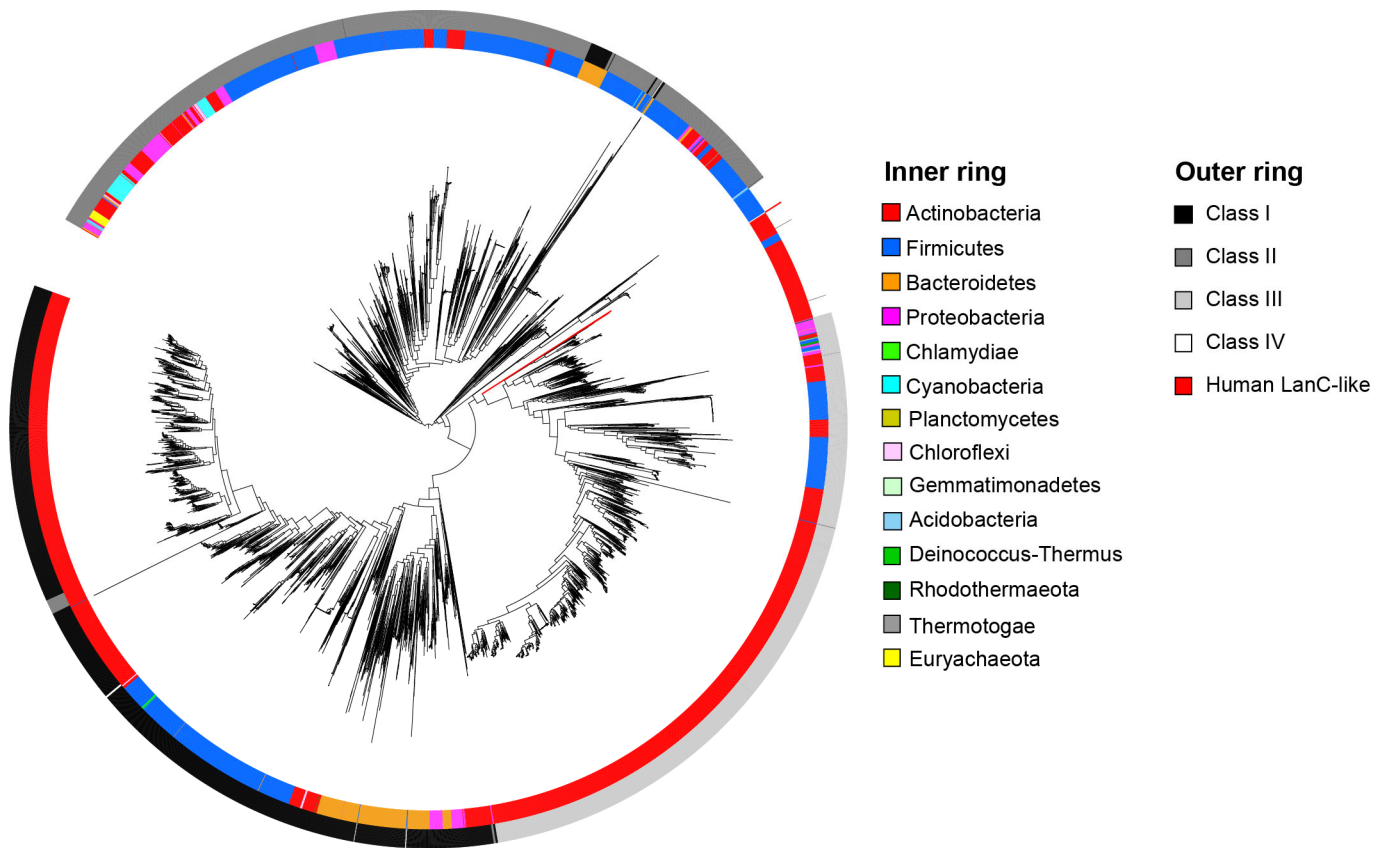 Inner ring
Actinobacteria
Firmicutes
Bacteroidetes
Proteobacteria
Chlamydiae
Cyanobacteria
Planctomycetes
Chloroflexi
Gemmatimonadetes
Acidobacteria
Deinococcus-Thermus
Rhodothermaeota
Thermotogae
Euryachaeota
Outer ring
Class I
Class II
Class III
Class IV
Human LanC-like